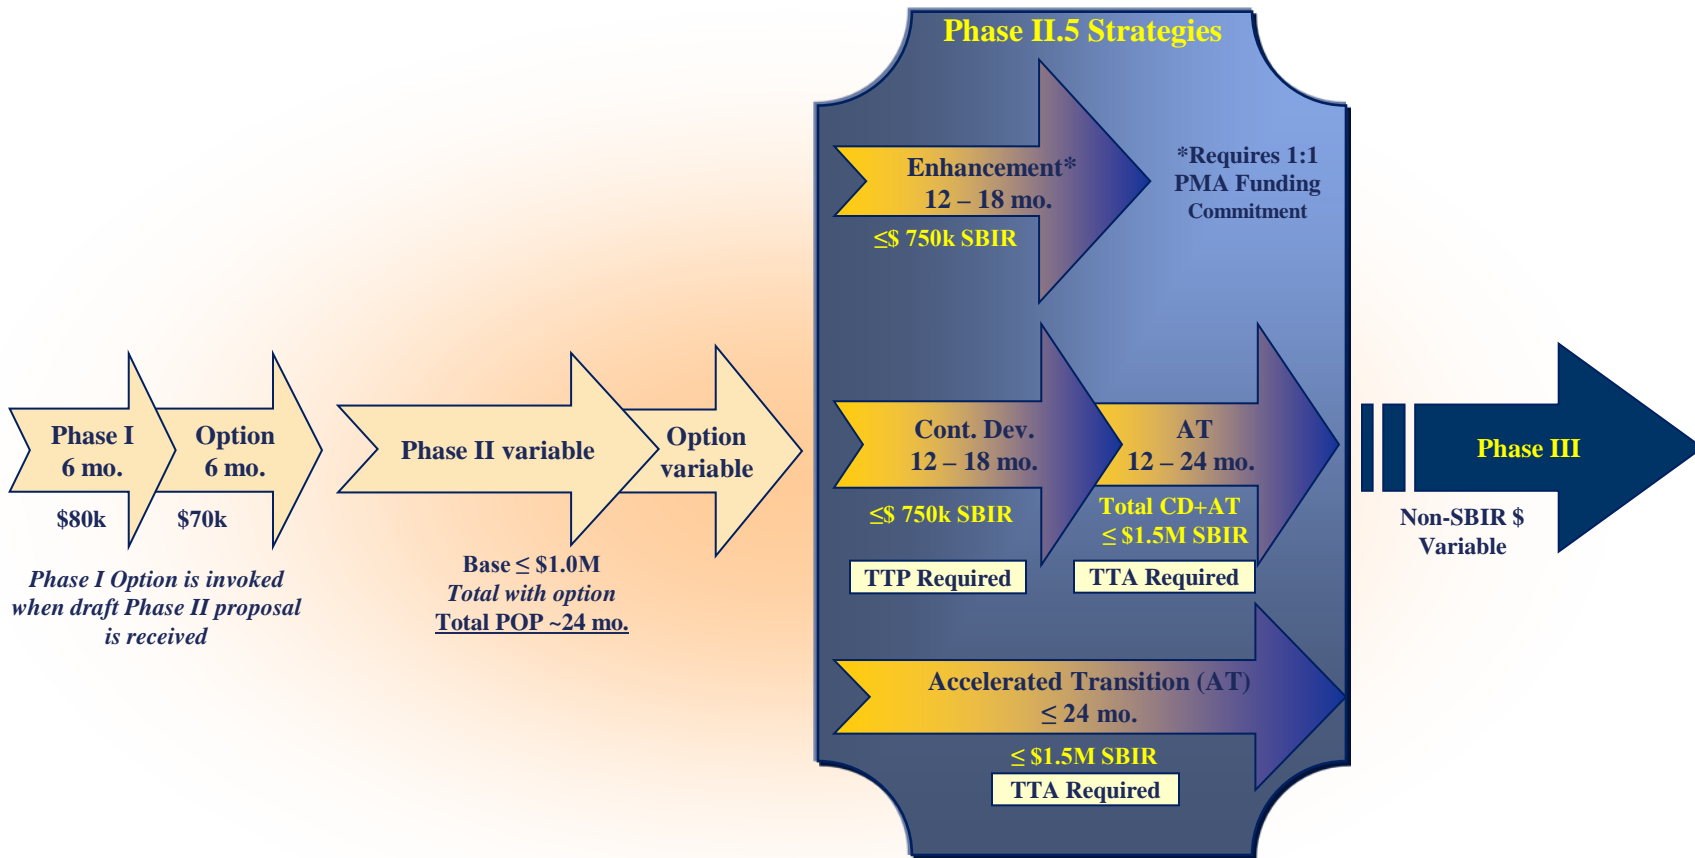 Phase II.5 Strategies
Enhancement*
12 – 18 mo.
≤$ 750k SBIR
*Requires 1:1
PMA Funding
Commitment
Phase I
6 mo.
$80k
Option
6 mo.
$70k
Phase I Option is invoked
when draft Phase II proposal
is received
Phase II variable
Option
variable
Base ≤ $1.0M
Total with option
Total POP ~24 mo.
Cont. Dev.
12 – 18 mo.
≤$ 750k SBIR
TTP Required
AT
12 – 24 mo.
Total CD+AT
≤ $1.5M SBIR
TTA Required
Accelerated Transition (AT)
≤ 24 mo.
≤ $1.5M SBIR
TTA Required
Phase III
Non-SBIR $
Variable